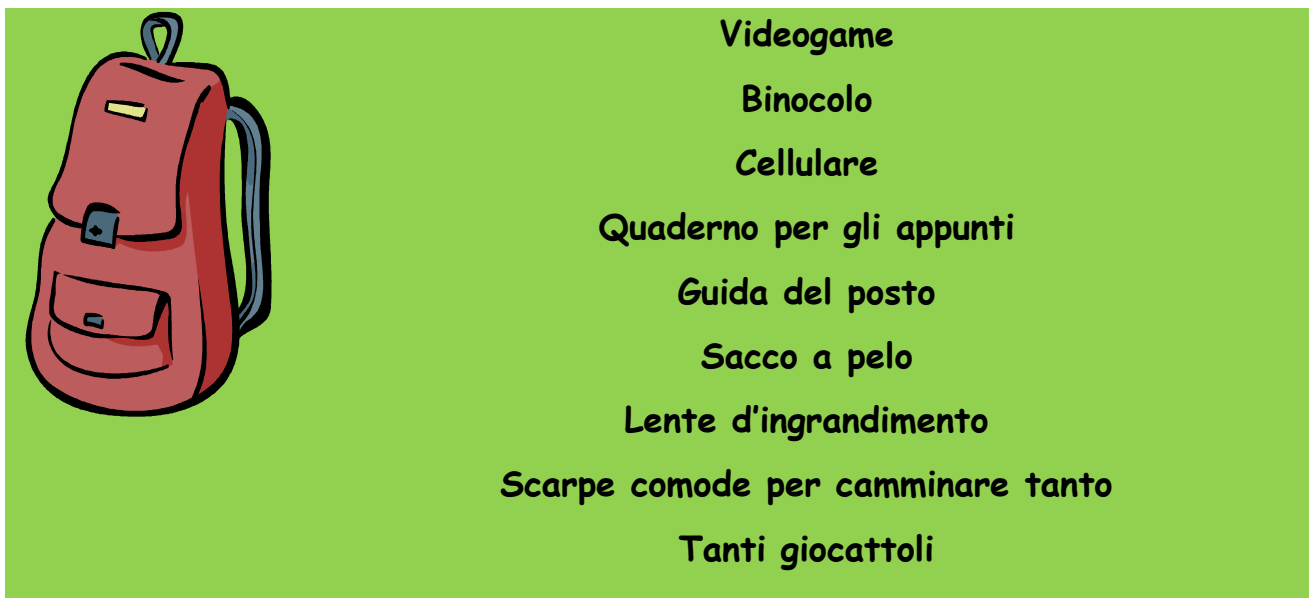 Videogame
Binocolo
Cellulare
Quaderno per gli appunti
Guida del posto
Sacco a pelo
Lente d'ingrandimento
Scarpe comode per camminare tanto
Tanti giocattoli